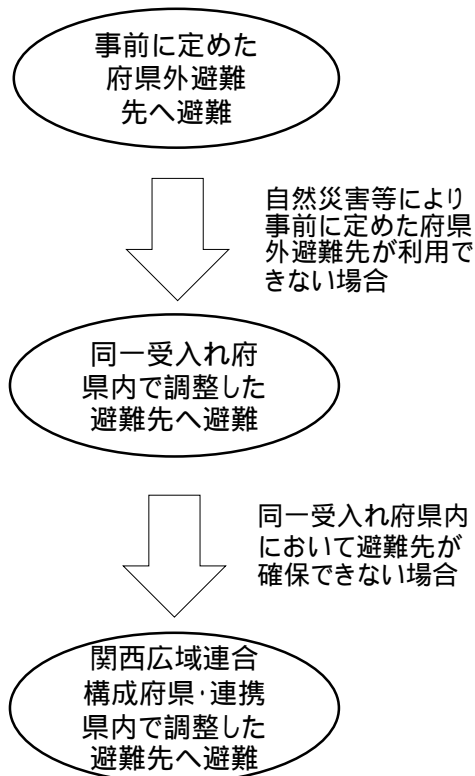 事前に定めた
府県外避難
先へ避難
自然災害等により
事前に定めた府県
外避難先が利用で
きない場合
同一受入れ府
県内で調整した
避難先へ避難
同一受入れ府県内
において避難先が
確保できない場合
関西広域連合
構成府県･連携
県内で調整した
避難先へ避難